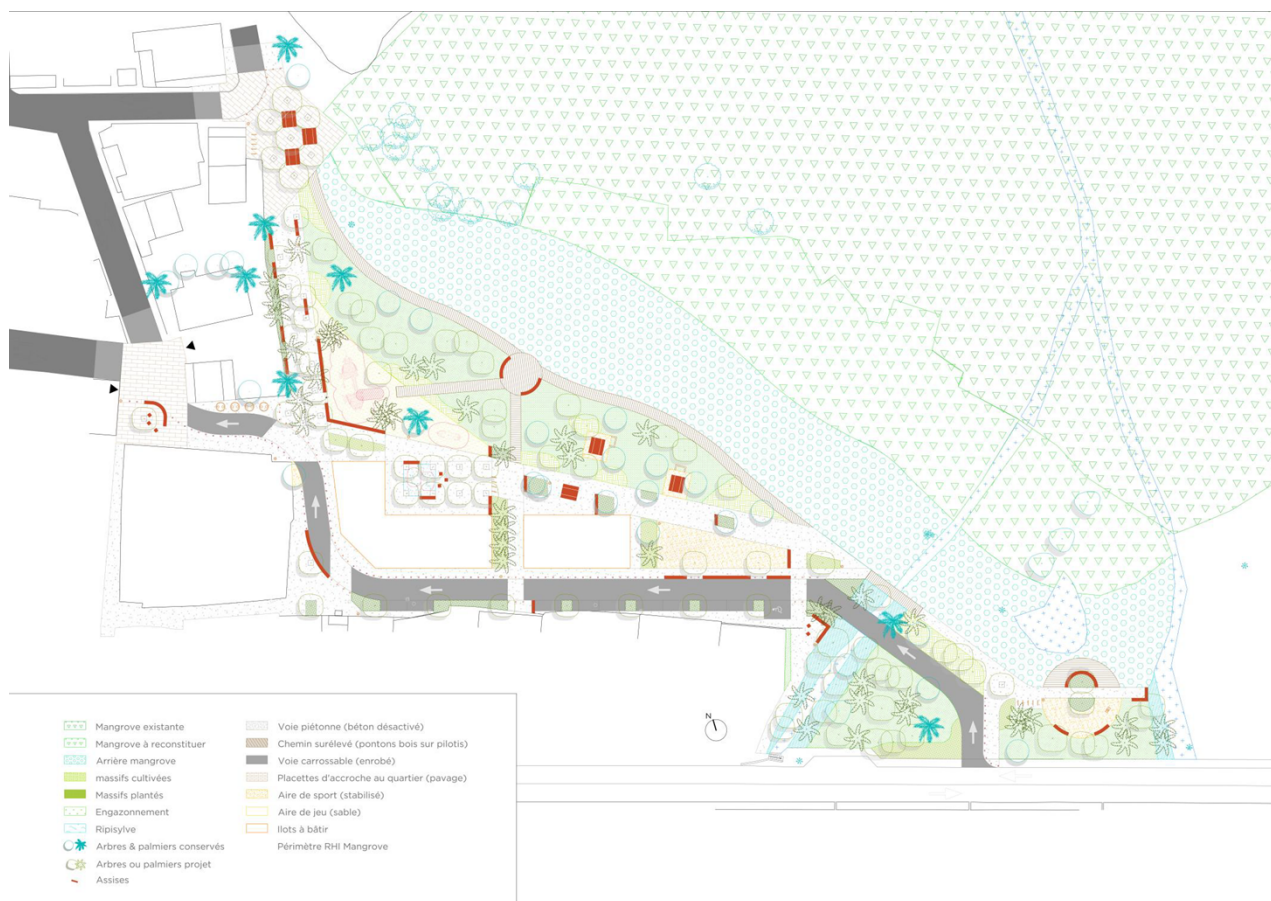 N
Mangrove existante
Mangrove à reconstituer
Arrière mangrove
massifs cultivées
Massifs plantés
Engazonnement
Ripisylve
Arbres & palmiers conservés
Arbres ou palmiers projet
Assises
Voie piétonne (béton désactivé)
Chemin surélevé (pontons bois sur pilotis)
Voie carrossable (enrobé)
Placettes d'accroche au quartier (pavage)
Aire de sport (stabilisé)
Aire de jeu (sable)
Ilots à bâtir
Périmètre RHI Mangrove